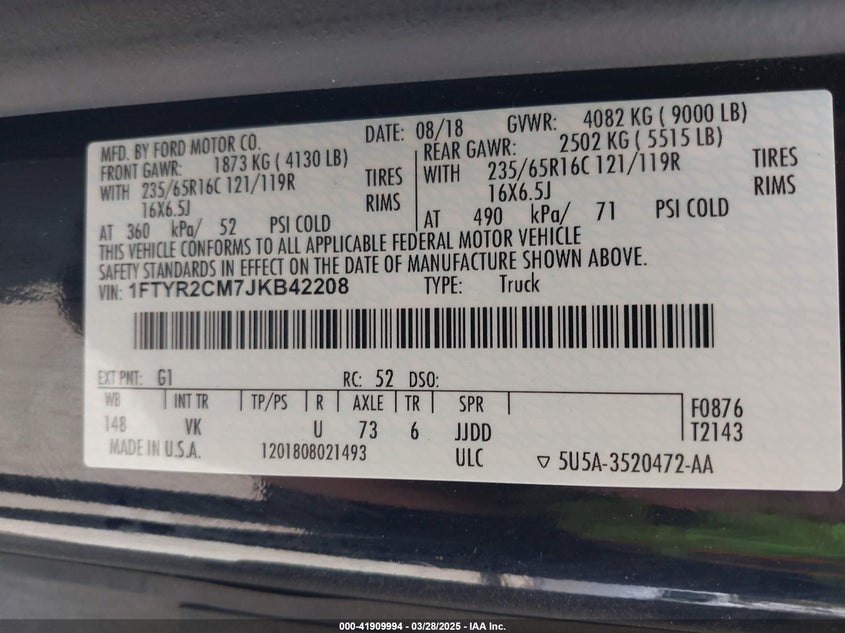 MFD. BY FORD MOTOR CO. DATE: 08/18 GVWR: 4082 KG ( 9000 LB)
FRONT GAWR: 1873 KG ( 4130 LB) REAR GAWR: 2502 KG ( 5515 LB)
WITH 235/65R16C 121/119R TIRES WITH 235/65R16C 121/119R TIRES
16X6.5J RIMS 16X6.5J RIMS
AT 360 kPa/ 52 PSI COLD AT 490 kPa/ 71 PSI COLD
THIS VEHICLE CONFORMS TO ALL APPLICABLE FEDERAL MOTOR VEHICLE
SAFETY STANDARDS IN EFFECT ON THE DATE OF MANUFACTURE SHOWN ABOVE.
VIN: 1FTYR2CM7JKB42208 TYPE: Truck
EXT PNT: G1 RC: 52 DSO:
WB INT TR TP/PS R AXLE TR SPR F0876
148 VK U 73 6 JJDD T2143
MADE IN U.S.A. 1201808021493 ULC ▽ 5U5A-3520472-AA
000-41909994 — 03/28/2025 — IAA Inc.